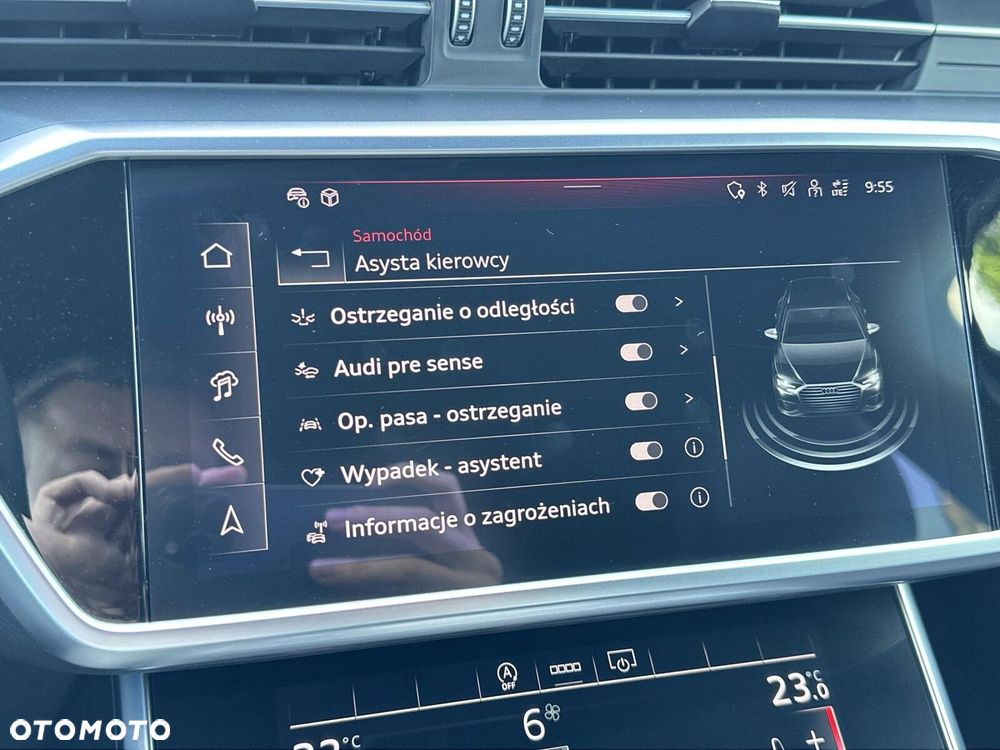 LTE
9:55
Samochód
Asysta kierowcy
Ostrzeganie o odległości
Audi pre sense
Op. pasa - ostrzeganie
Wypadek - asystent
Informacje o zagrożeniach
A
OFF
23.0 °C
6
°C
OTOMOTO